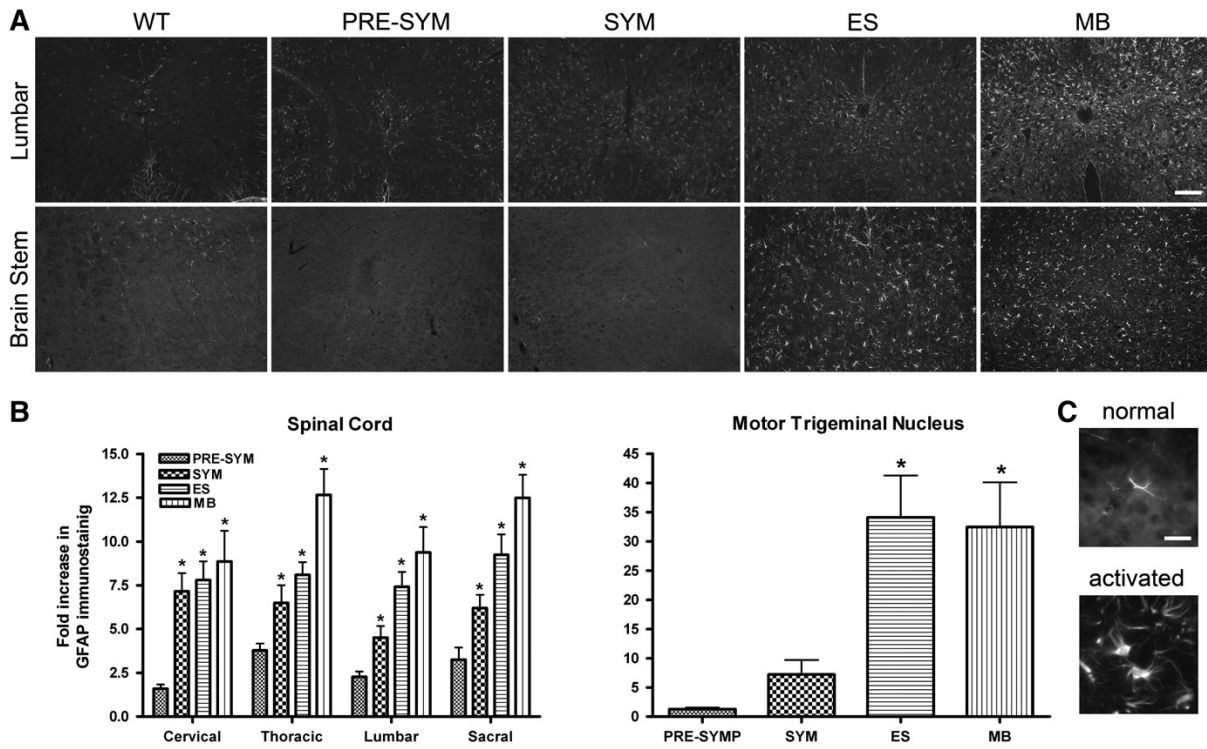 A
WT PRE-SYM SYM ES MB
Lumbar
Brain Stem
B
Spinal Cord
PRE-SYM
SYM
ES
MB
Fold increase in
GFAP immunostainig
15.0
12.5
10.0
7.5
5.0
2.5
0.0
* * * * * * * * * * * *
Cervical Thoracic Lumbar Sacral
Motor Trigeminal Nucleus
45
40
35
30
25
20
15
10
5
0
* *
PRE-SYMP SYM ES MB
C
normal
activated